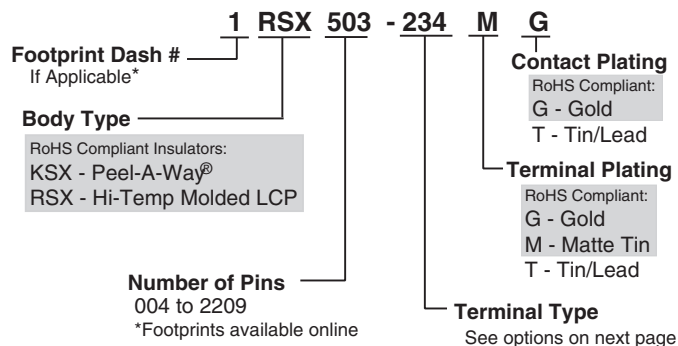 1 RSX 503 - 234 M G
Footprint Dash #
If Applicable*
Body Type
RoHS Compliant Insulators:
KSX - Peel-A-Way®
RSX - Hi-Temp Molded LCP
Number of Pins
004 to 2209
*Footprints available online
Contact Plating
RoHS Compliant:
G - Gold
T - Tin/Lead
Terminal Plating
RoHS Compliant:
G - Gold
M - Matte Tin
T - Tin/Lead
Terminal Type
See options on next page